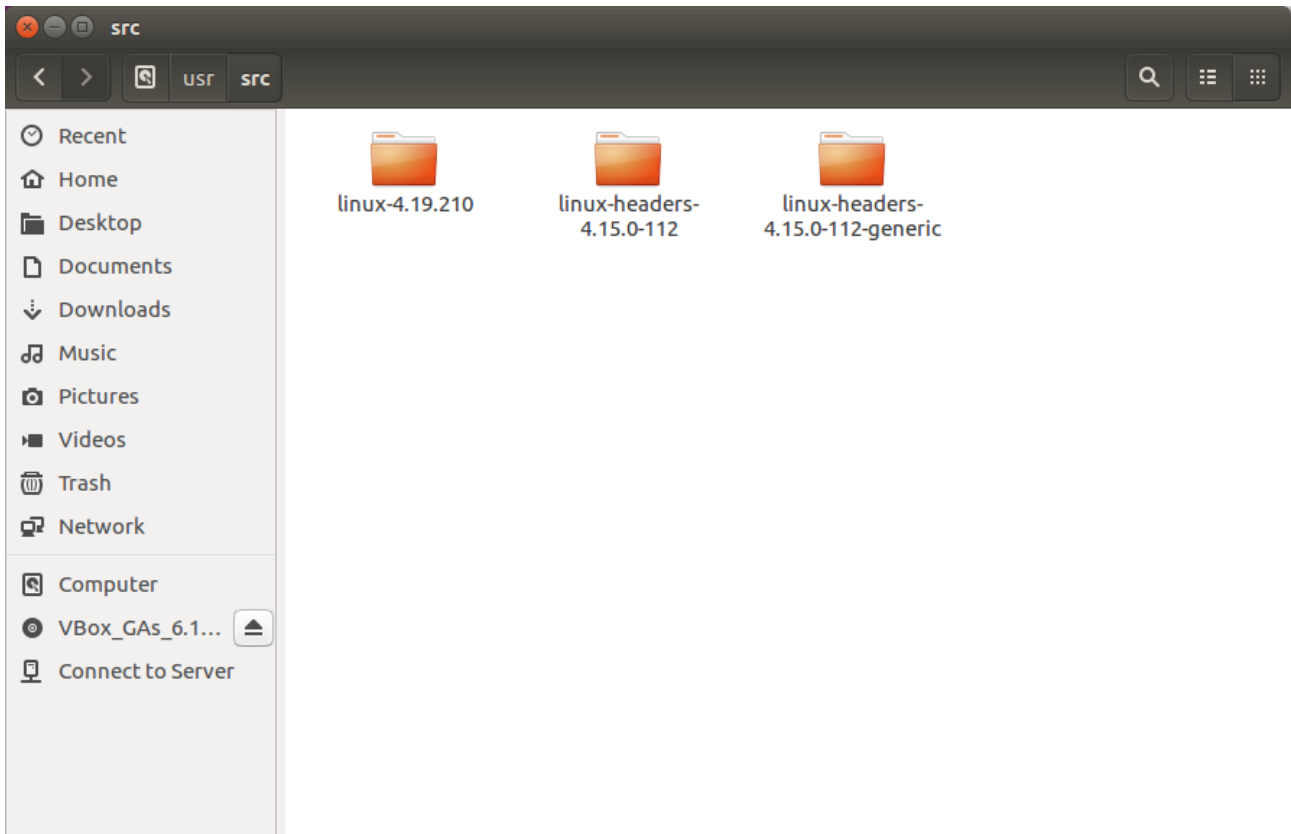 src
usr src
Recent
Home
Desktop
Documents
Downloads
Music
Pictures
Videos
Trash
Network
Computer
VBox_GAs_6.1...
Connect to Server
linux-4.19.210
linux-headers-
4.15.0-112
linux-headers-
4.15.0-112-generic